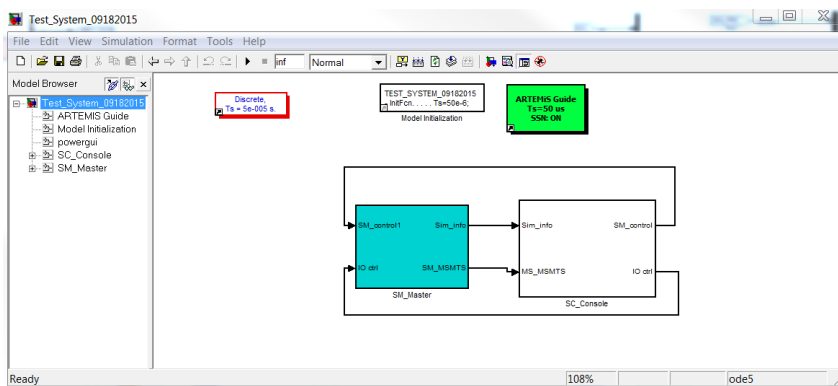 Test_System_09182015
File Edit View Simulation Format Tools Help
inf
Normal
Model Browser
Test_System_09182015
ARTEMIS Guide
Model Initialization
powergui
SC_Console
SM_Master
Discrete,
Ts = 5e-005 s.
TEST_SYSTEM_09182015
InitFcn. . . . . Ts=50e-6;
Model Initialization
ARTEMiS Guide
Ts=50 us
SSN: ON
SM_control1 Sim_info
IO ctrl SM_MSMTS
SM_Master
Sim_info SM_control
MS_MSMTS IO ctrl
SC_Console
Ready
108%
ode5